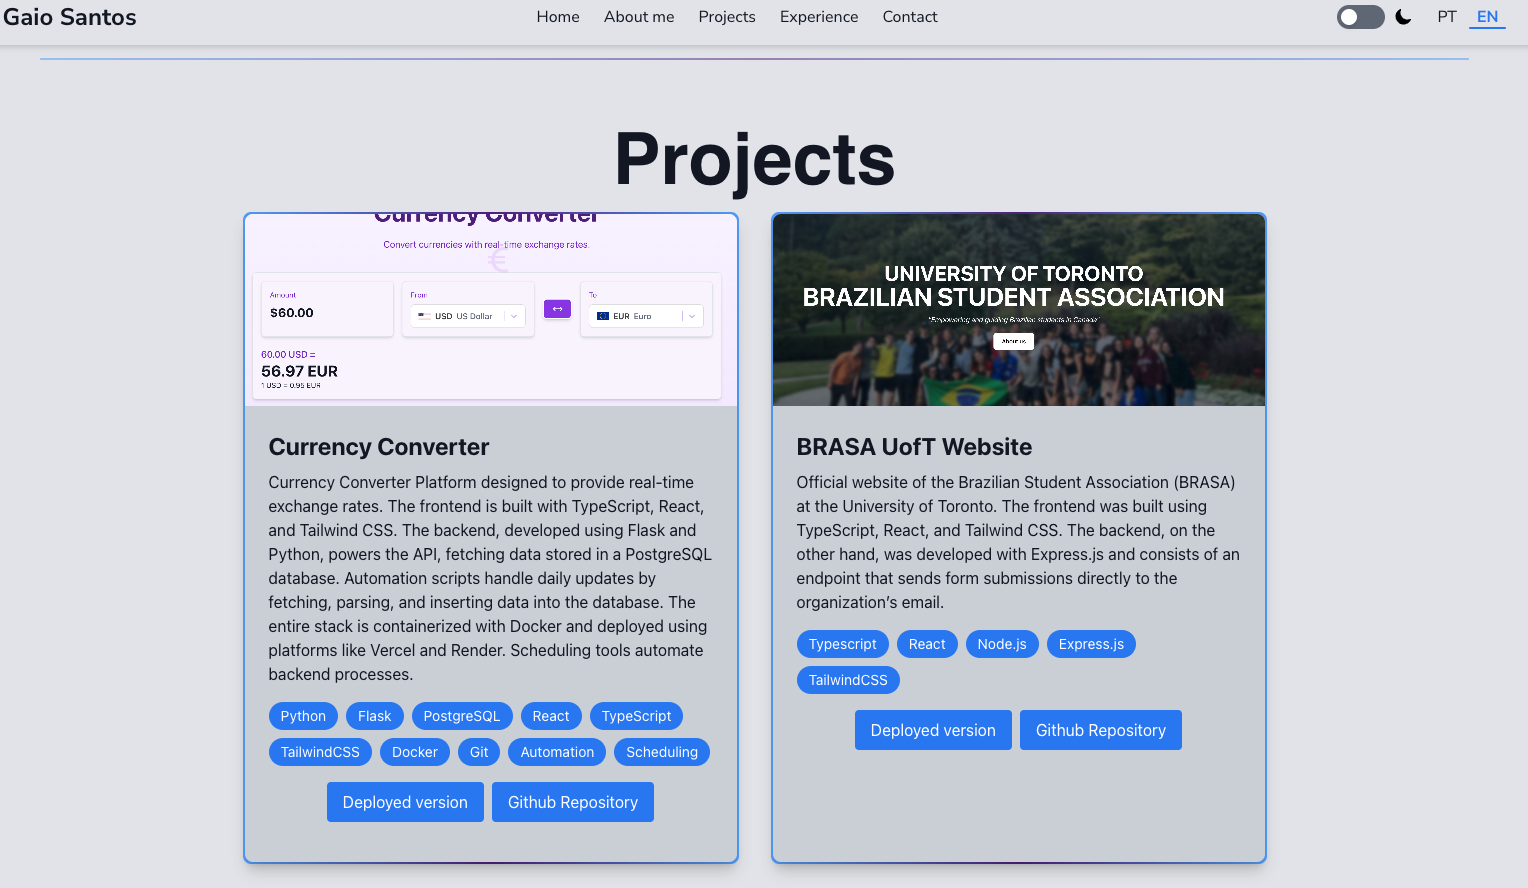 Gaio Santos
Home
About me
Projects
Experience
Contact
PT
EN
Projects
Currency Converter
Convert currencies with real-time exchange rates.
€
Amount
$60.00
From
USD US Dollar
To
EUR Euro
60.00 USD =
56.97 EUR
1 USD = 0.95 EUR
Currency Converter
Currency Converter Platform designed to provide real-time
exchange rates. The frontend is built with TypeScript, React,
and Tailwind CSS. The backend, developed using Flask and
Python, powers the API, fetching data stored in a PostgreSQL
database. Automation scripts handle daily updates by
fetching, parsing, and inserting data into the database. The
entire stack is containerized with Docker and deployed using
platforms like Vercel and Render. Scheduling tools automate
backend processes.
Python
Flask
PostgreSQL
React
TypeScript
TailwindCSS
Docker
Git
Automation
Scheduling
Deployed version
Github Repository
UNIVERSITY OF TORONTO
BRAZILIAN STUDENT ASSOCIATION
"Empowering and guiding Brazilian students in Canada"
About us
BRASA UofT Website
Official website of the Brazilian Student Association (BRASA)
at the University of Toronto. The frontend was built using
TypeScript, React, and Tailwind CSS. The backend, on the
other hand, was developed with Express.js and consists of an
endpoint that sends form submissions directly to the
organization’s email.
Typescript
React
Node.js
Express.js
TailwindCSS
Deployed version
Github Repository